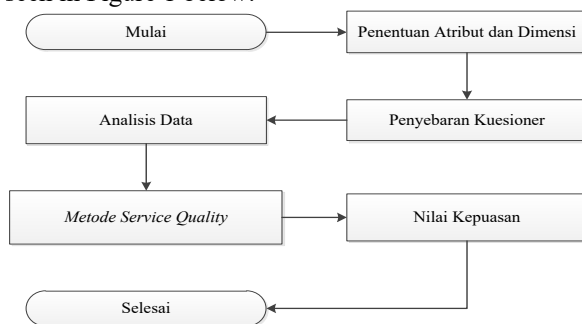 Mulai
Penentuan Atribut dan Dimensi
Analisis Data
Penyebaran Kuesioner
Metode Service Quality
Nilai Kepuasan
Selesai